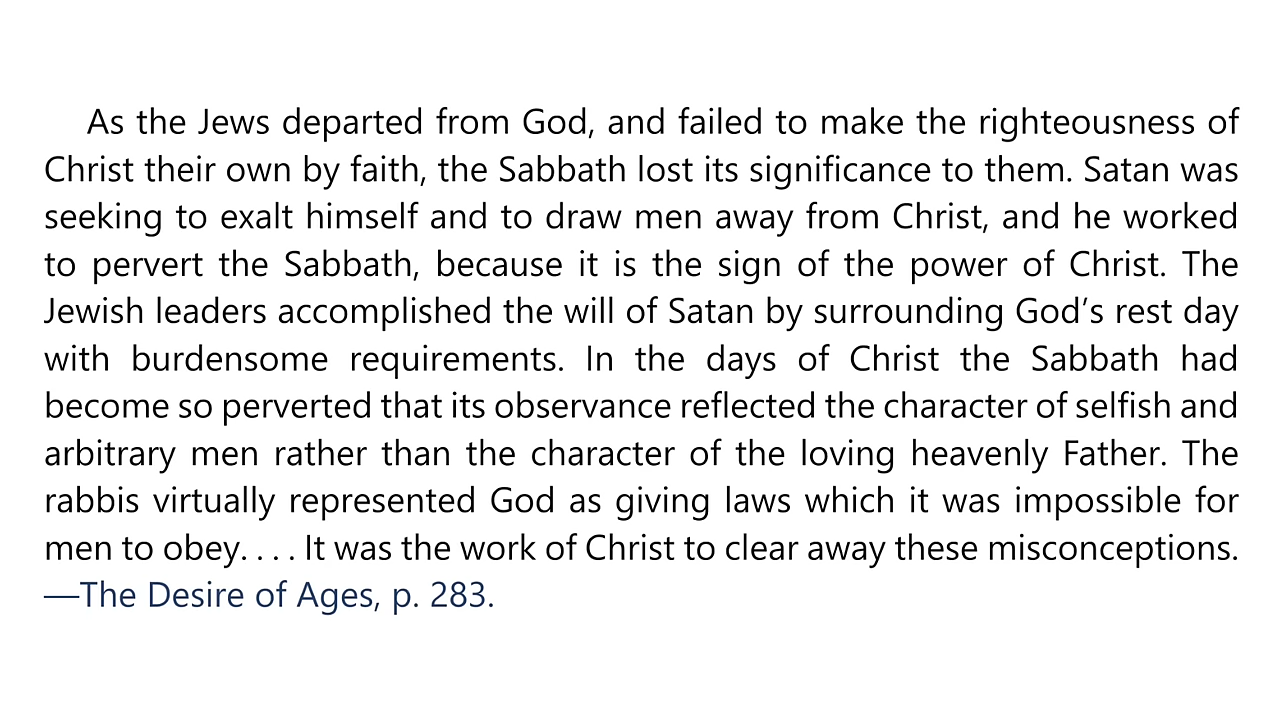 As the Jews departed from God, and failed to make the righteousness of
Christ their own by faith, the Sabbath lost its significance to them. Satan was
seeking to exalt himself and to draw men away from Christ, and he worked
to pervert the Sabbath, because it is the sign of the power of Christ. The
Jewish leaders accomplished the will of Satan by surrounding God’s rest day
with burdensome requirements. In the days of Christ the Sabbath had
become so perverted that its observance reflected the character of selfish and
arbitrary men rather than the character of the loving heavenly Father. The
rabbis virtually represented God as giving laws which it was impossible for
men to obey. . . . It was the work of Christ to clear away these misconceptions.
—The Desire of Ages, p. 283.